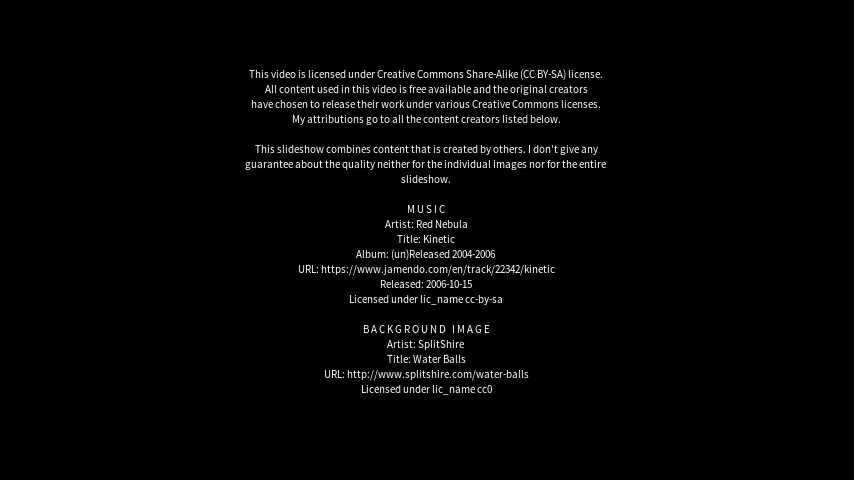 This video is licensed under Creative Commons Share-Alike (CC BY-SA) license.
All content used in this video is free available and the original creators
have chosen to release their work under various Creative Commons licenses.
My attributions go to all the content creators listed below.
This slideshow combines content that is created by others. I don't give any
guarantee about the quality neither for the individual images nor for the entire
slideshow.
MUSIC
Artist: Red Nebula
Title: Kinetic
Album: (un)Released 2004-2006
URL: https://www.jamendo.com/en/track/22342/kinetic
Released: 2006-10-15
Licensed under lic_name cc-by-sa
BACKGROUND IMAGE
Artist: SplitShire
Title: Water Balls
URL: http://www.splitshire.com/water-balls
Licensed under lic_name cc0